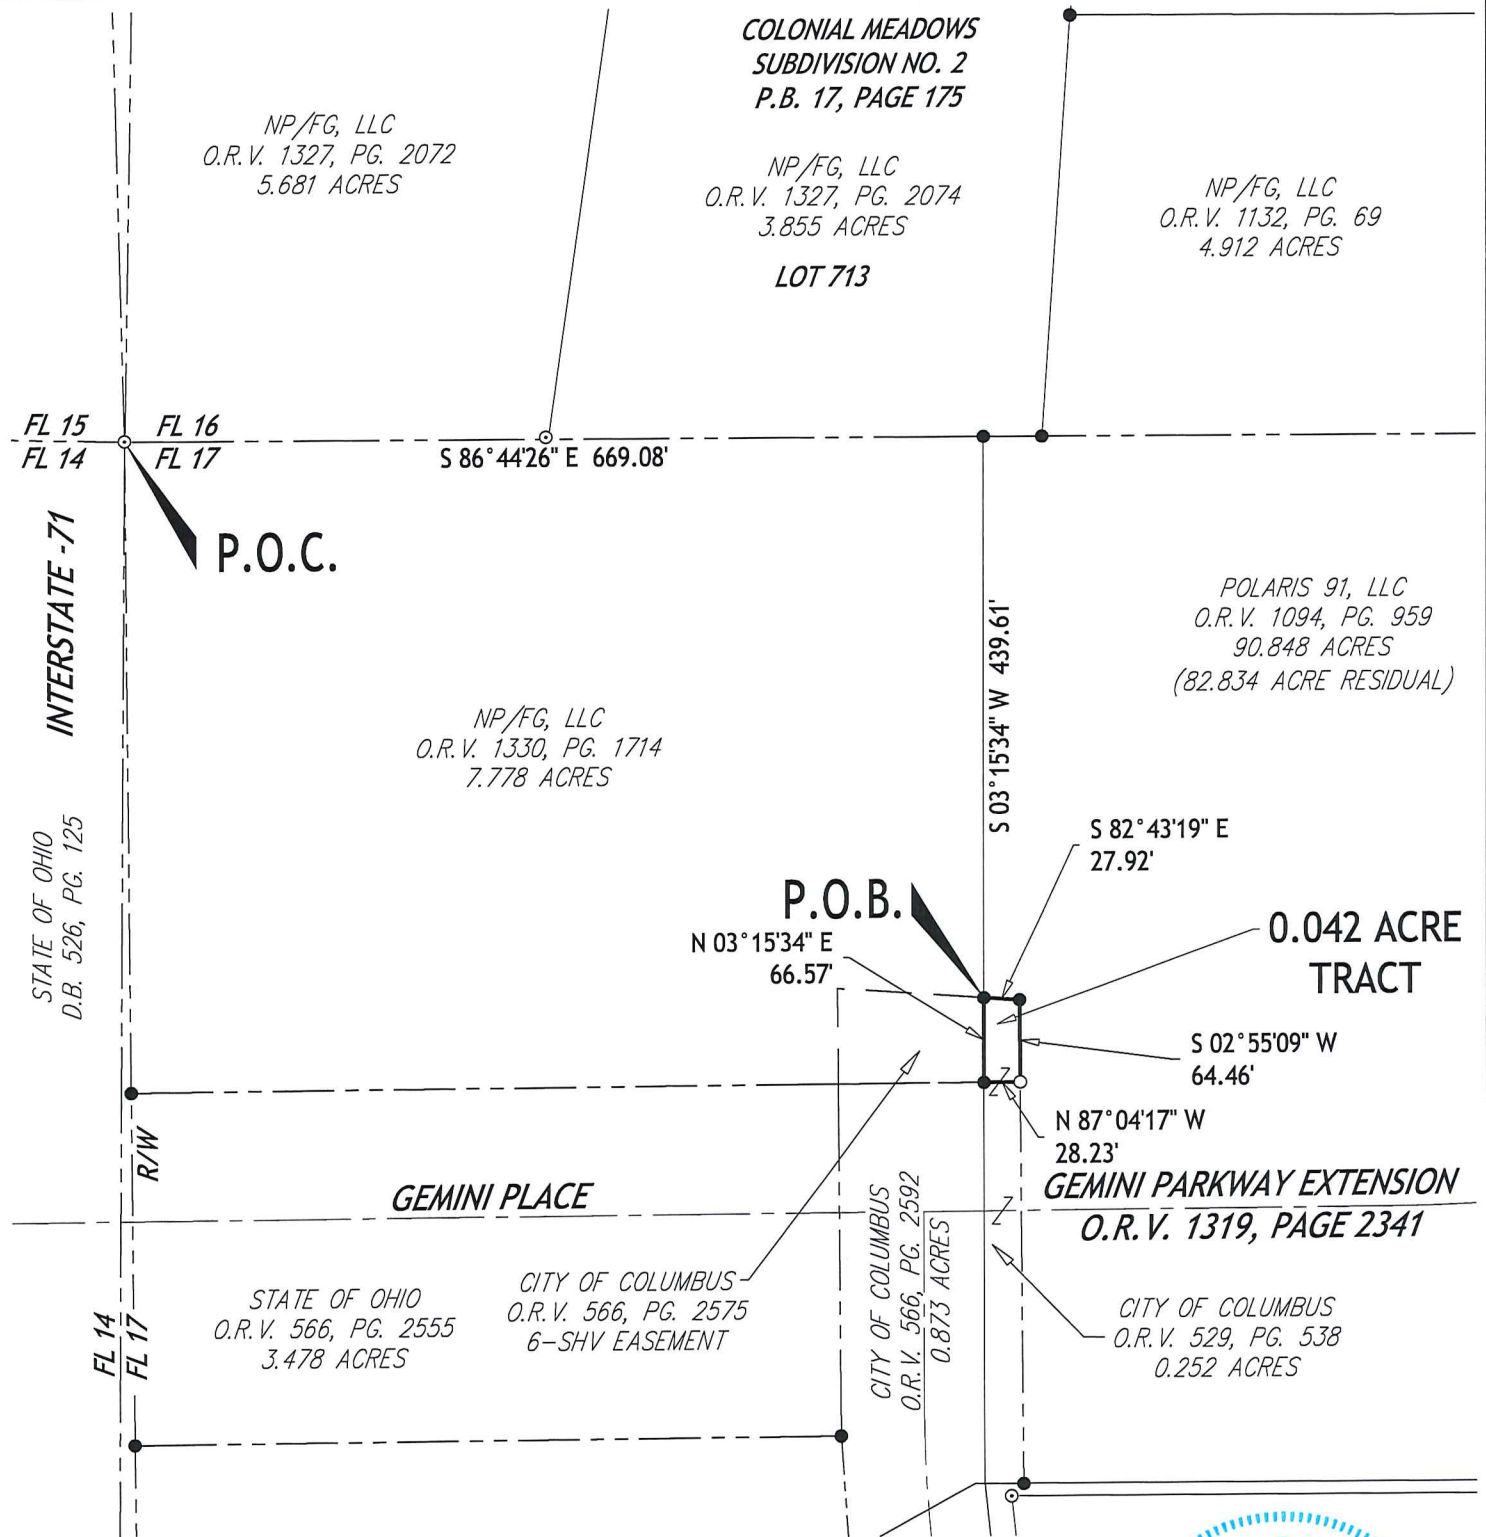 COLONIAL MEADOWS
SUBDIVISION NO. 2
P.B. 17, PAGE 175
NP/FG, LLC
O.R.V. 1327, PG. 2072
5.681 ACRES
NP/FG, LLC
O.R.V. 1327, PG. 2074
3.855 ACRES
LOT 713
NP/FG, LLC
O.R.V. 1132, PG. 69
4.912 ACRES
FL 15
FL 16
FL 14
FL 17
S 86°44'26" E 669.08'
P.O.C.
INTERSTATE -71
STATE OF OHIO
D.B. 526, PG. 125
NP/FG, LLC
O.R.V. 1330, PG. 1714
7.778 ACRES
S 03°15'34" W 439.61'
POLARIS 91, LLC
O.R.V. 1094, PG. 959
90.848 ACRES
(82.834 ACRE RESIDUAL)
S 82°43'19" E
27.92'
P.O.B.
N 03°15'34" E
66.57'
0.042 ACRE
TRACT
S 02°55'09" W
64.46'
N 87°04'17" W
28.23'
R/W
GEMINI PLACE
GEMINI PARKWAY EXTENSION
O.R.V. 1319, PAGE 2341
FL 14
FL 17
STATE OF OHIO
O.R.V. 566, PG. 2555
3.478 ACRES
CITY OF COLUMBUS
O.R.V. 566, PG. 2575
6-SHV EASEMENT
CITY OF COLUMBUS
O.R.V. 566, PG. 2592
0.873 ACRES
CITY OF COLUMBUS
O.R.V. 529, PG. 538
0.252 ACRES